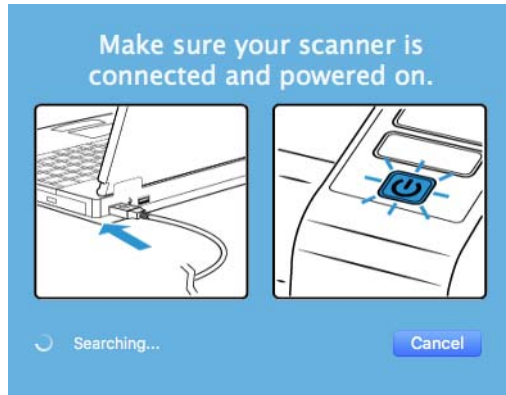 Make sure your scanner is
connected and powered on.
Searching...
Cancel